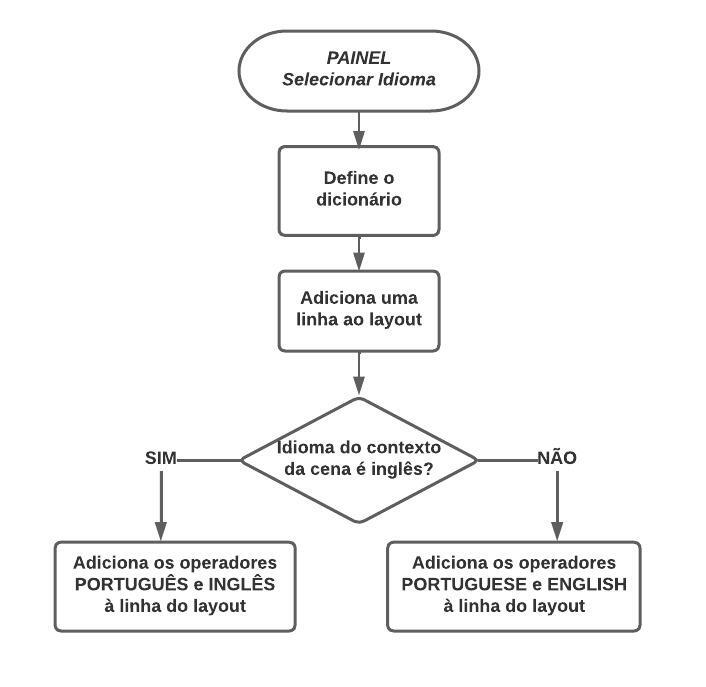 PAINEL
Selecionar Idioma
Define o
dicionário
Adiciona uma
linha ao layout
Idioma do contexto
da cena é inglês?
SIM
NÃO
Adiciona os operadores
PORTUGUÊS e INGLÊS
à linha do layout
Adiciona os operadores
PORTUGUESE e ENGLISH
à linha do layout